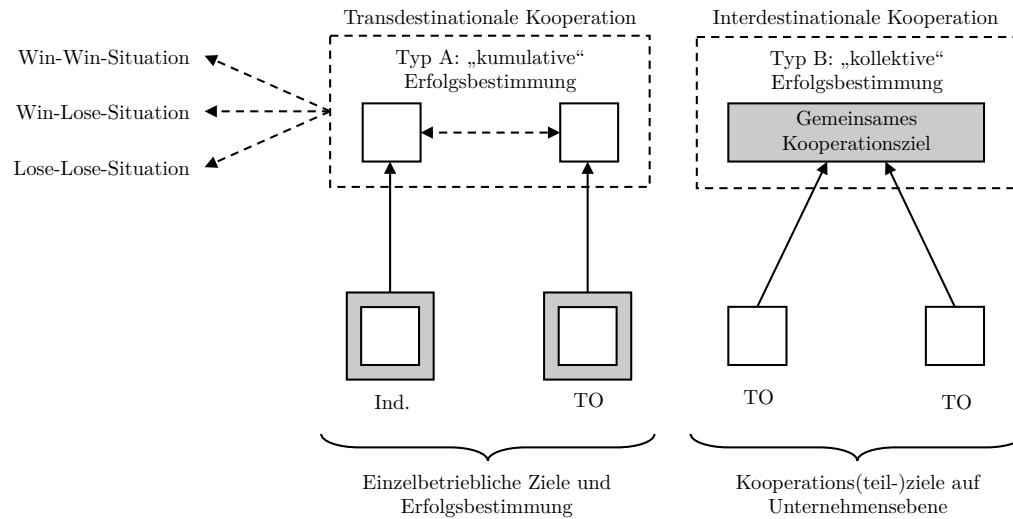 Transdestinationale Kooperation
Interdestinationale Kooperation
Win-Win-Situation
Win-Lose-Situation
Lose-Lose-Situation
Typ A: „kumulative“
Erfolgsbestimmung
Typ B: „kollektive“
Erfolgsbestimmung
Gemeinsames
Kooperationsziel
Ind.
TO
TO
TO
Einzelbetriebliche Ziele und
Erfolgsbestimmung
Kooperations(teil-)ziele auf
Unternehmensebene